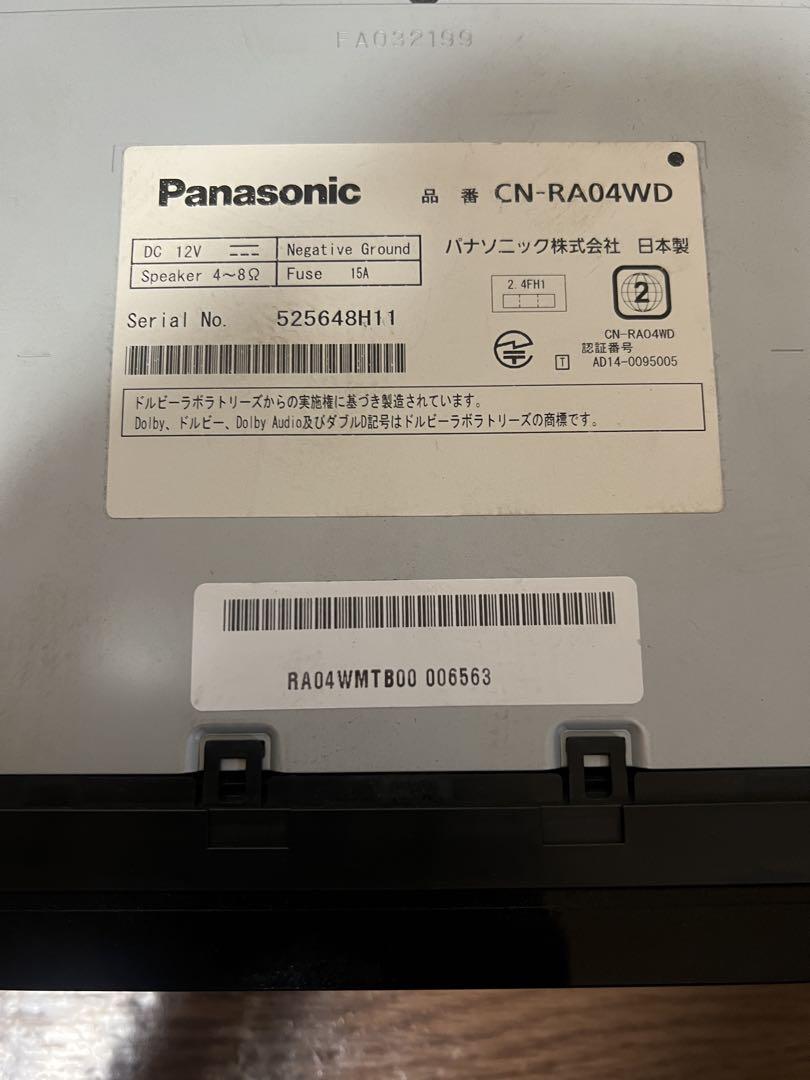 FA032199
Panasonic 品 番 CN-RA04WD
DC 12V Negative Ground
Speaker 4～8Ω Fuse 15A
パナソニック株式会社 日本製
2.4FH1
2
Serial No. 525648H11
CN-RA04WD
認証番号
T AD14-0095005
ドルビーラボラトリーズからの実施権に基づき製造されています。
Dolby、ドルビー、Dolby Audio及びダブルD記号はドルビーラボラトリーズの商標です。
RA04WMTB00 006563